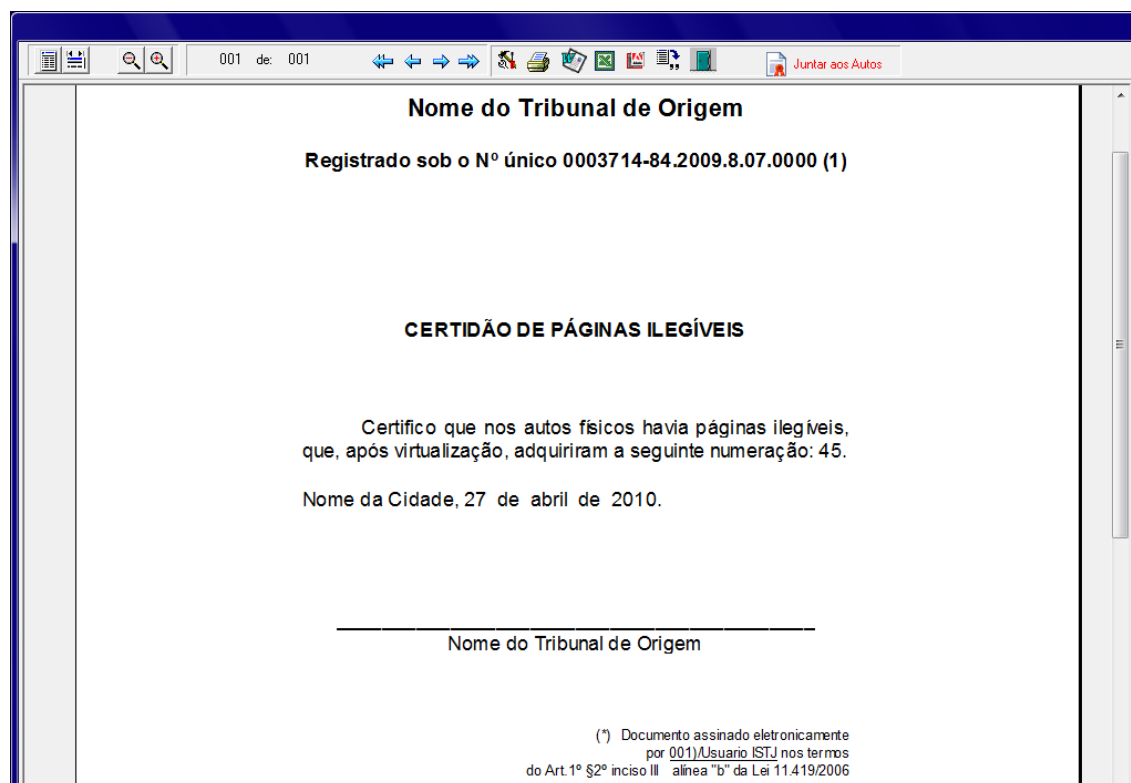 001 de: 001 Juntar aos Autos
Nome do Tribunal de Origem
Registrado sob o Nº único 0003714-84.2009.8.07.0000 (1)
CERTIDÃO DE PÁGINAS ILEGÍVEIS
Certifico que nos autos físicos havia páginas ilegíveis,
que, após virtualização, adquiriram a seguinte numeração: 45.
Nome da Cidade, 27 de abril de 2010.
Nome do Tribunal de Origem
(*) Documento assinado eletronicamente
por 001)/Usuario ISTJ nos termos
do Art. 1º §2º inciso III alínea "b" da Lei 11.419/2006